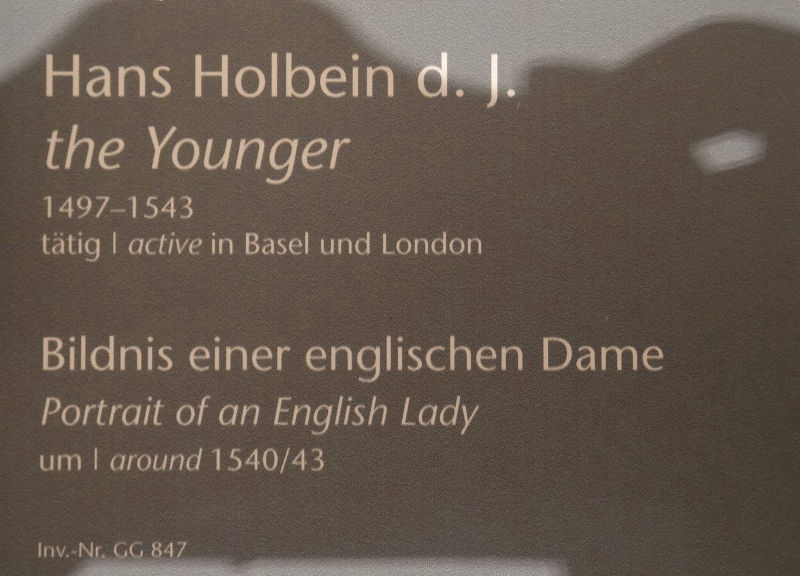 Hans Holbein d. J.
the Younger
1497–1543
tätig | active in Basel und London
Bildnis einer englischen Dame
Portrait of an English Lady
um | around 1540/43
Inv.-Nr. GG 847